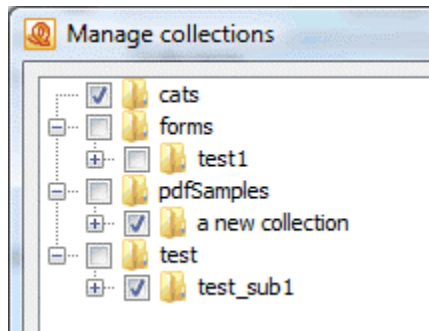 Manage collections
cats
forms
test1
pdfSamples
a new collection
test
test_sub1